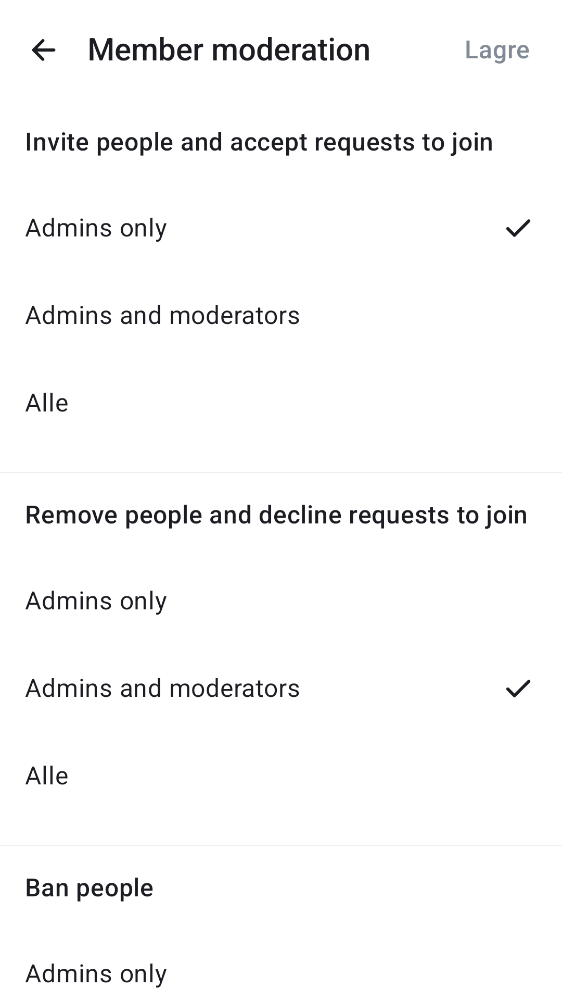 Member moderation
Lagre
Invite people and accept requests to join
Admins only
Admins and moderators
Alle
Remove people and decline requests to join
Admins only
Admins and moderators
Alle
Ban people
Admins only